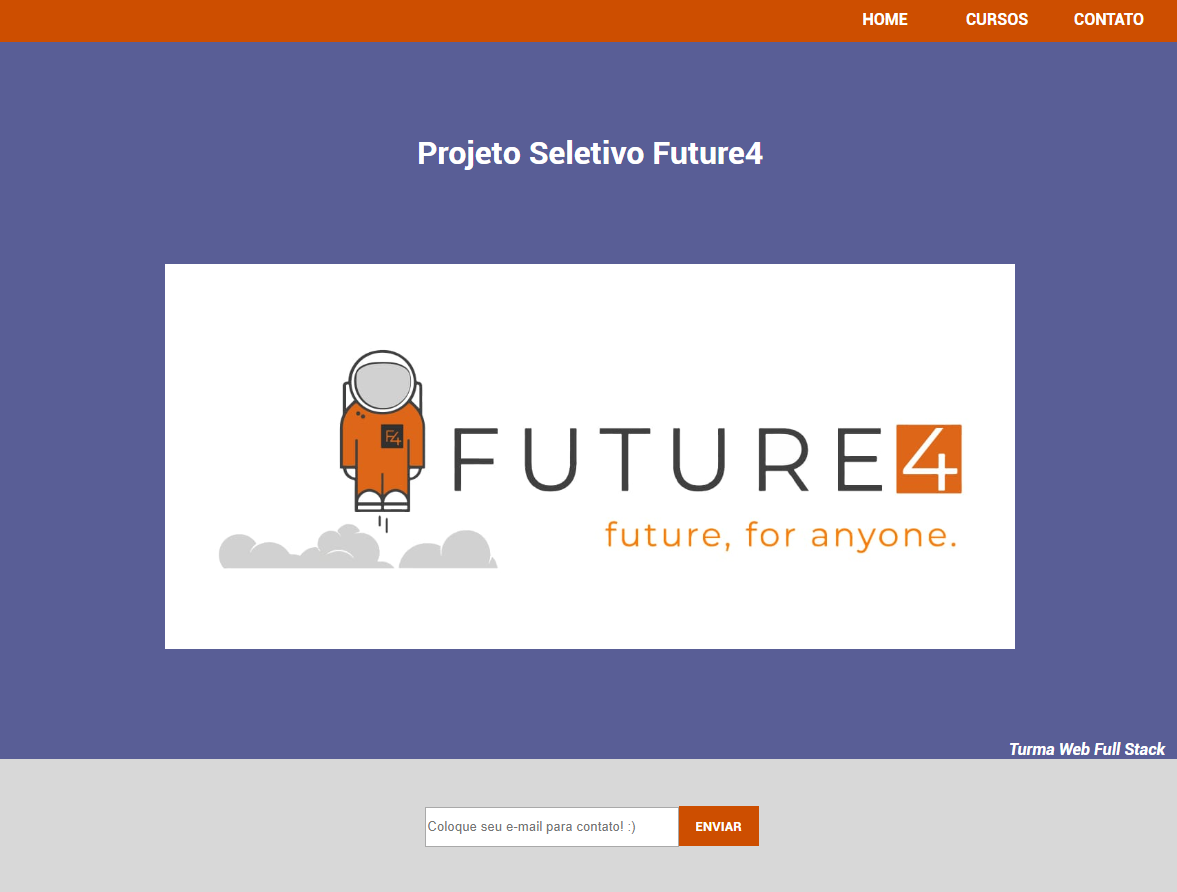 HOME CURSOS CONTATO
Projeto Seletivo Future4
F4
FUTURE4
future, for anyone.
Turma Web Full Stack
Coloque seu e-mail para contato! :) ENVIAR